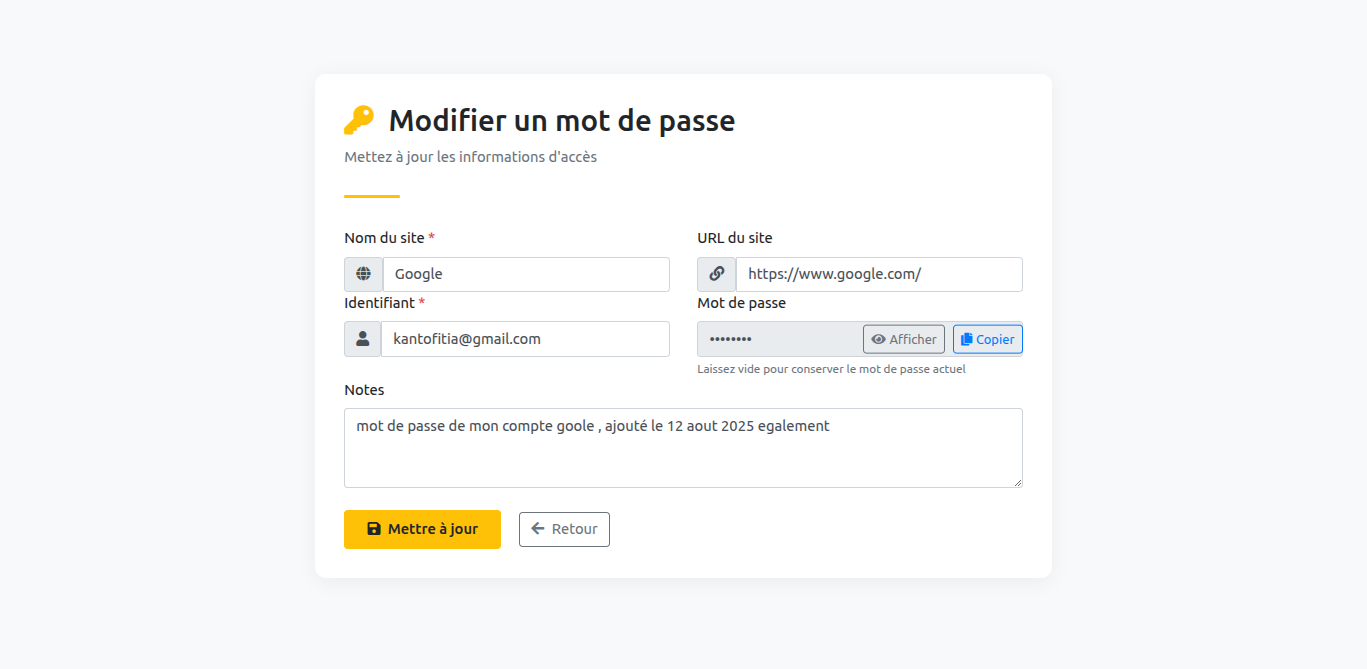 Modifier un mot de passe
Mettez à jour les informations d'accès
Nom du site *
Google
URL du site
https://www.google.com/
Identifiant *
kantofitia@gmail.com
Mot de passe
••••••••
Afficher
Copier
Laissez vide pour conserver le mot de passe actuel
Notes
mot de passe de mon compte goole , ajouté le 12 aout 2025 egalement
Mettre à jour
Retour